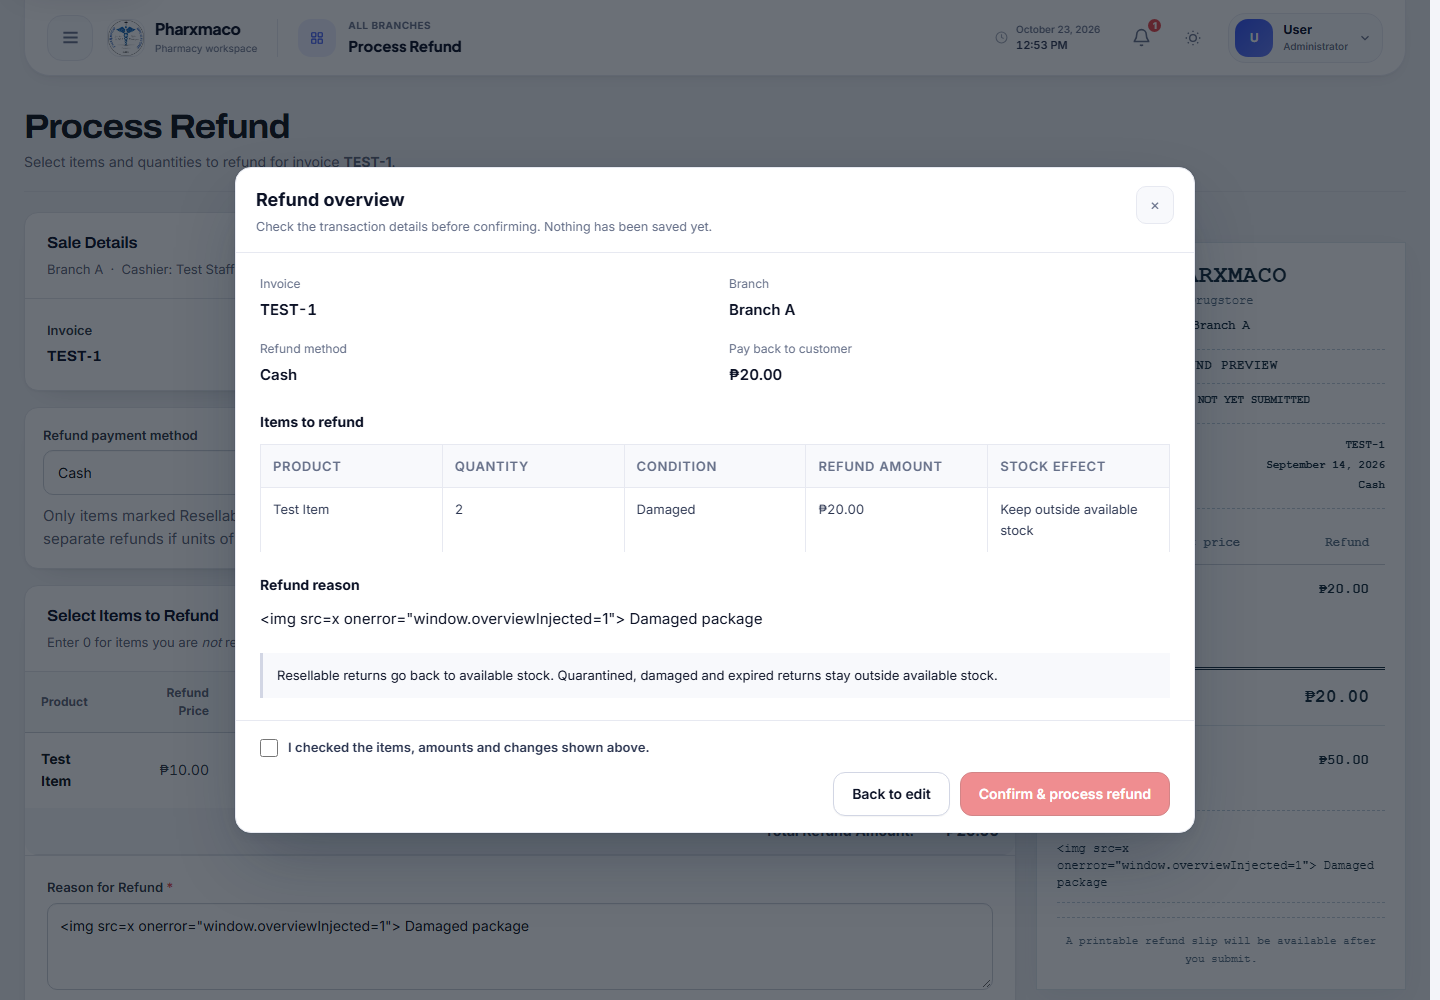 Pharxmaco
Pharmacy workspace
ALL BRANCHES
Process Refund
October 23, 2026
12:53 PM
1
U
User
Administrator
Process Refund
Select items and quantities to refund for invoice TEST-1.
Sale Details
Branch A · Cashier: Test Staff
Invoice
TEST-1
Refund payment method
Cash
Only items marked
separate refunds if units of
Select Items to Refund
Enter 0 for items you are not
Product
Refund
Price
Test
Item
₱10.00
Refund overview
Check the transaction details before confirming. Nothing has been saved yet.
×
Invoice
TEST-1
Branch
Branch A
Refund method
Cash
Pay back to customer
₱20.00
Items to refund
PRODUCT QUANTITY CONDITION REFUND AMOUNT STOCK EFFECT
Test Item 2 Damaged ₱20.00 Keep outside available
stock
Refund reason
<img src=x onerror="window.overviewInjected=1"> Damaged package
Resellable returns go back to available stock. Quarantined, damaged and expired returns stay outside available stock.
I checked the items, amounts and changes shown above.
Back to edit
Confirm & process refund
Total Refund Amount: ₱20.00
Reason for Refund *
<img src=x onerror="window.overviewInjected=1"> Damaged package
ARXMACO
rugstore
Branch A
ND PREVIEW
NOT YET SUBMITTED
TEST-1
September 14, 2026
Cash
price Refund
₱20.00
₱20.00
₱50.00
<img src=x
onerror="window.overviewInjected=1"> Damaged
package
A printable refund slip will be available after
you submit.